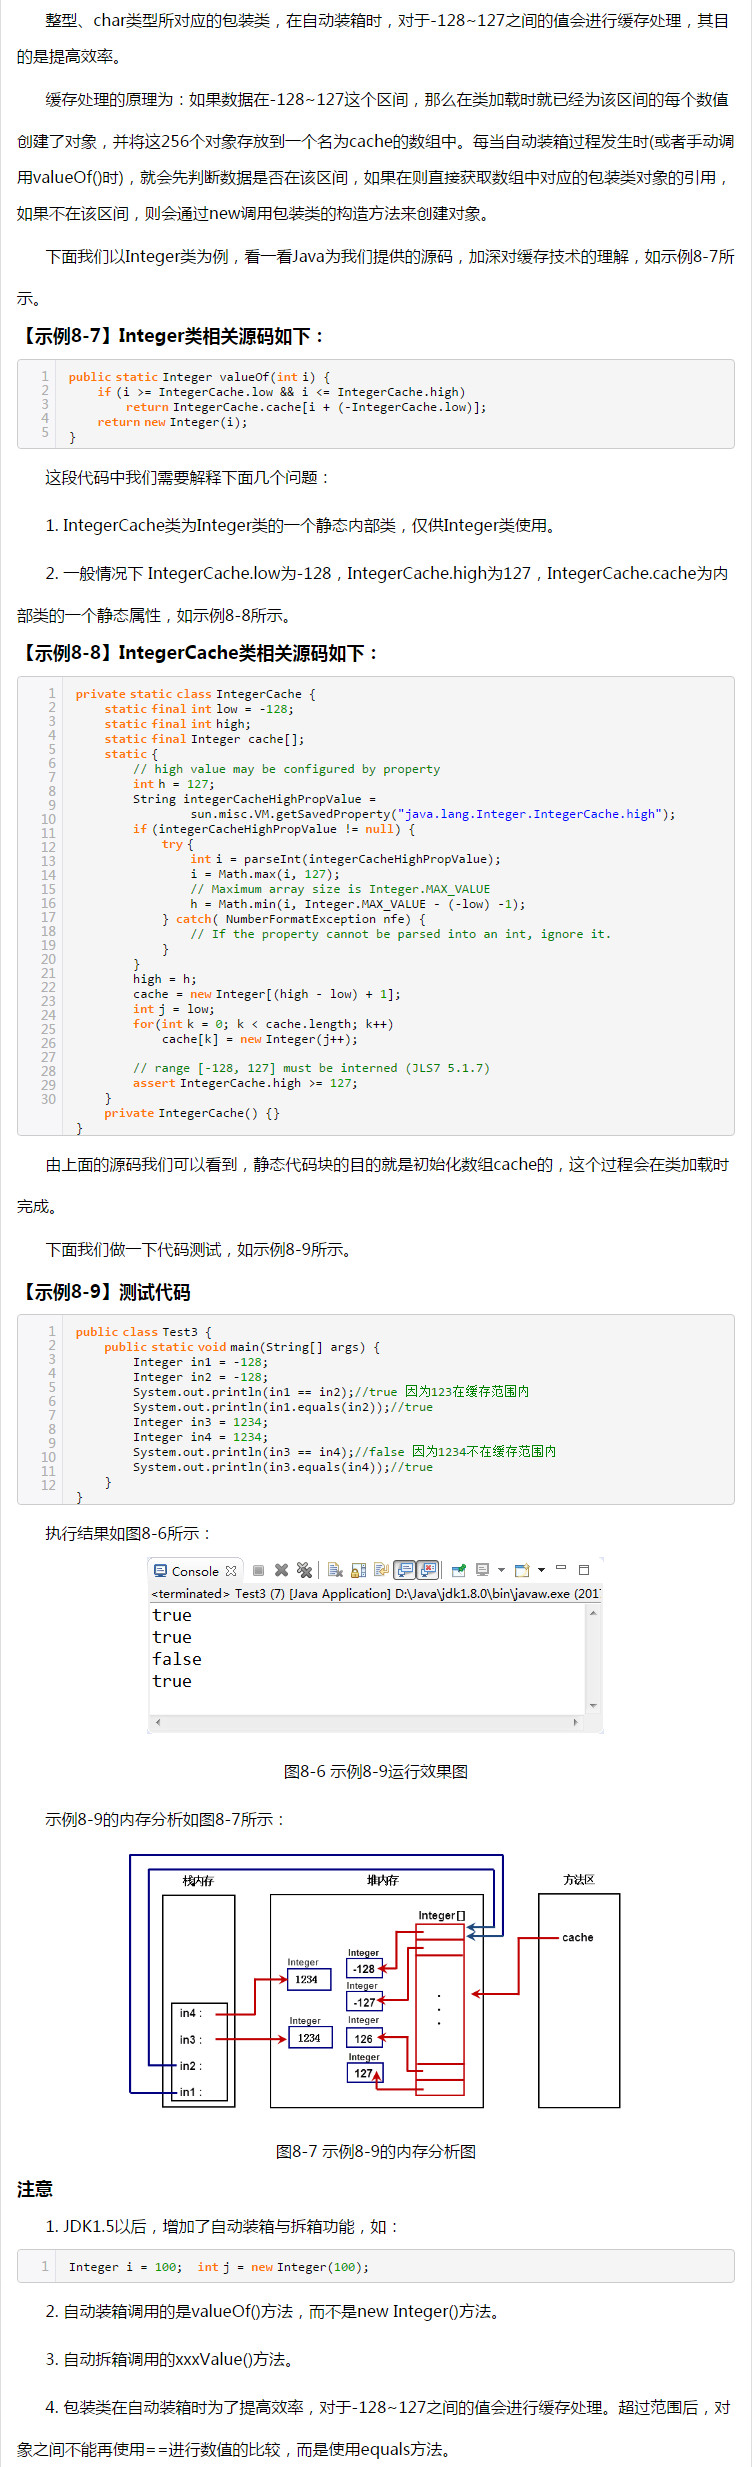 整型、char类型所对应的包装类，在自动装箱时，对于-128~127之间的值会进行缓存处理，其目
的是提高效率。
缓存处理的原理为：如果数据在-128~127这个区间，那么在类加载时就已经为该区间的每个数值
创建了对象，并将这256个对象存放到一个名为cache的数组中。每当自动装箱过程发生时(或者手动调
用valueOf()时)，就会先判断数据是否在该区间，如果在则直接获取数组中对应的包装类对象的引用，
如果不在该区间，则会通过new调用包装类的构造方法来创建对象。
下面我们以Integer类为例，看一看Java为我们提供的源码，加深对缓存技术的理解，如示例8-7所
示。
【示例8-7】Integer类相关源码如下：
1 public static Integer valueOf(int i) {
2     if (i >= IntegerCache.low && i <= IntegerCache.high)
3         return IntegerCache.cache[i + (-IntegerCache.low)];
4     return new Integer(i);
5 }
这段代码中我们需要解释下面几个问题：
1. IntegerCache类为Integer类的一个静态内部类，仅供Integer类使用。
2. 一般情况下 IntegerCache.low为-128，IntegerCache.high为127，IntegerCache.cache为内
部类的一个静态属性，如示例8-8所示。
【示例8-8】IntegerCache类相关源码如下：
1 private static class IntegerCache {
2     static final int low = -128;
3     static final int high;
4     static final Integer cache[];
5     static {
6         // high value may be configured by property
7         int h = 127;
8         String integerCacheHighPropValue =
9                 sun.misc.VM.getSavedProperty("java.lang.Integer.IntegerCache.high");
10         if (integerCacheHighPropValue != null) {
11             try {
12                 int i = parseInt(integerCacheHighPropValue);
13                 i = Math.max(i, 127);
14                 // Maximum array size is Integer.MAX_VALUE
15                 h = Math.min(i, Integer.MAX_VALUE - (-low) -1);
16             } catch( NumberFormatException nfe) {
17                 // If the property cannot be parsed into an int, ignore it.
18             }
19         }
20         high = h;
21         cache = new Integer[(high - low) + 1];
22         int j = low;
23         for(int k = 0; k < cache.length; k++)
24             cache[k] = new Integer(j++);
25
26         // range [-128, 127] must be interned (JLS7 5.1.7)
27         assert IntegerCache.high >= 127;
28     }
29     private IntegerCache() {}
30 }
由上面的源码我们可以看到，静态代码块的目的就是初始化数组cache的，这个过程会在类加载时
完成。
下面我们做一下代码测试，如示例8-9所示。
【示例8-9】测试代码
1 public class Test3 {
2     public static void main(String[] args) {
3         Integer in1 = -128;
4         Integer in2 = -128;
5         System.out.println(in1 == in2);//true 因为123在缓存范围内
6         System.out.println(in1.equals(in2));//true
7         Integer in3 = 1234;
8         Integer in4 = 1234;
9         System.out.println(in3 == in4);//false 因为1234不在缓存范围内
10         System.out.println(in3.equals(in4));//true
11     }
12 }
执行结果如图8-6所示：
Console
<terminated> Test3 (7) [Java Application] D:\Java\jdk1.8.0\bin\javaw.exe (201
true
true
false
true
图8-6 示例8-9运行效果图
示例8-9的内存分析如图8-7所示：
栈内存 堆内存 方法区
Integer[]
cache
Integer
-128
Integer
1234
Integer
-127
in4：
Integer
1234
Integer
126
in3：
Integer
127
in2：
in1：
图8-7 示例8-9的内存分析图
注意
1. JDK1.5以后，增加了自动装箱与拆箱功能，如：
1 Integer i = 100;  int j = new Integer(100);
2. 自动装箱调用的是valueOf()方法，而不是new Integer()方法。
3. 自动拆箱调用的xxxValue()方法。
4. 包装类在自动装箱时为了提高效率，对于-128~127之间的值会进行缓存处理。超过范围后，对
象之间不能再使用==进行数值的比较，而是使用equals方法。